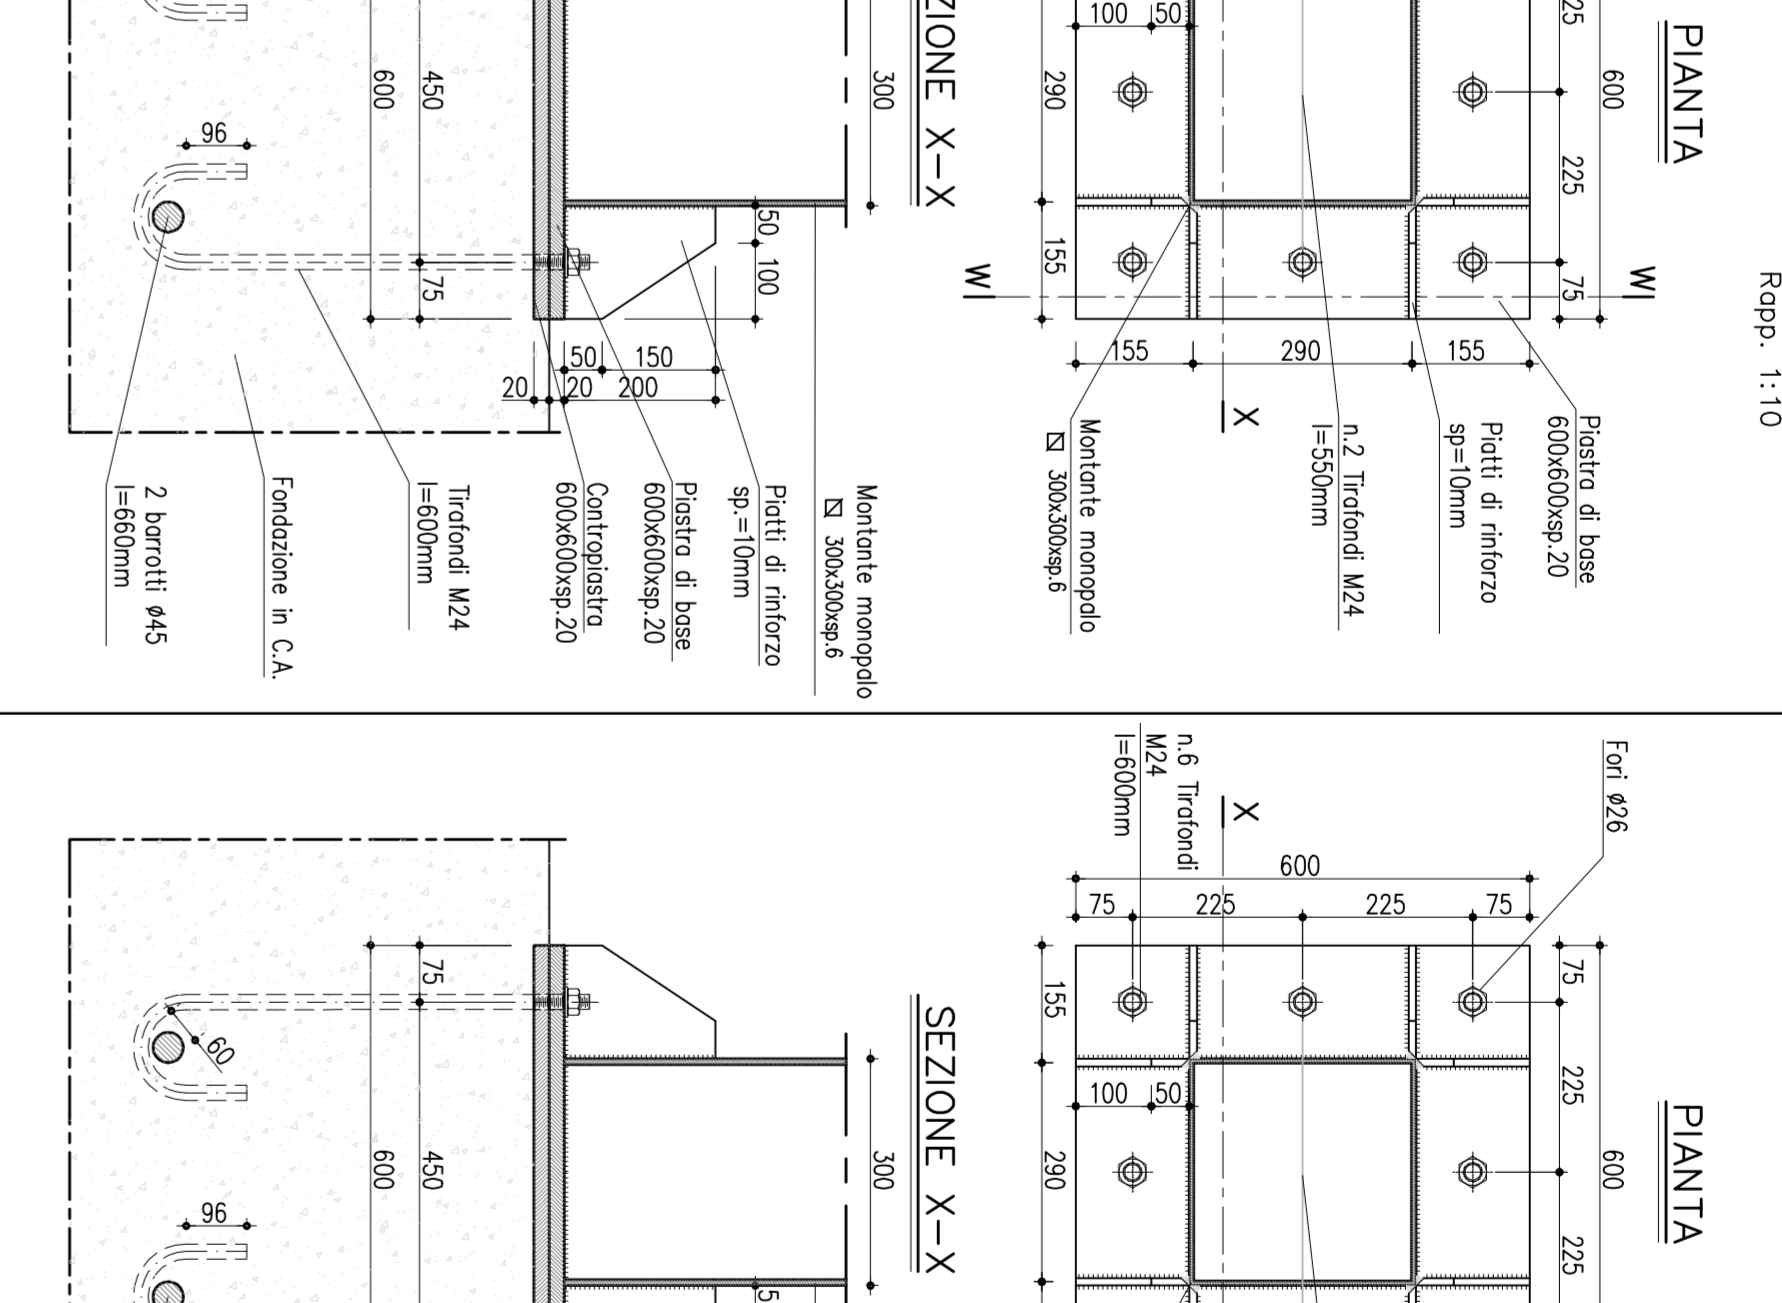 Rapp. 1:10
PIANTA
25
600
225
75
100
50
290
155
W
W
155
290
155
X
Piastra di base
600x600xsp.20
Piatti di rinforzo
sp=10mm
n.2 Tirafondi M24
l=550mm
Montante monopalo
300x300xsp.6
ZIONE X-X
300
450
600
96
75
50
100
50
150
20
20
200
Montante monopalo
300x300xsp.6
Piatti di rinforzo
sp.=10mm
Piastra di base
600x600xsp.20
Contropiastra
600x600xsp.20
Tirafondi M24
l=600mm
Fondazione in C.A.
2 barrotti ø45
l=660mm
PIANTA
Fori ø26
n.6 Tirafondi
M24
l=600mm
X
600
75
225
225
75
75
225
225
600
155
290
100
50
SEZIONE X-X
300
75
450
600
60
96
5